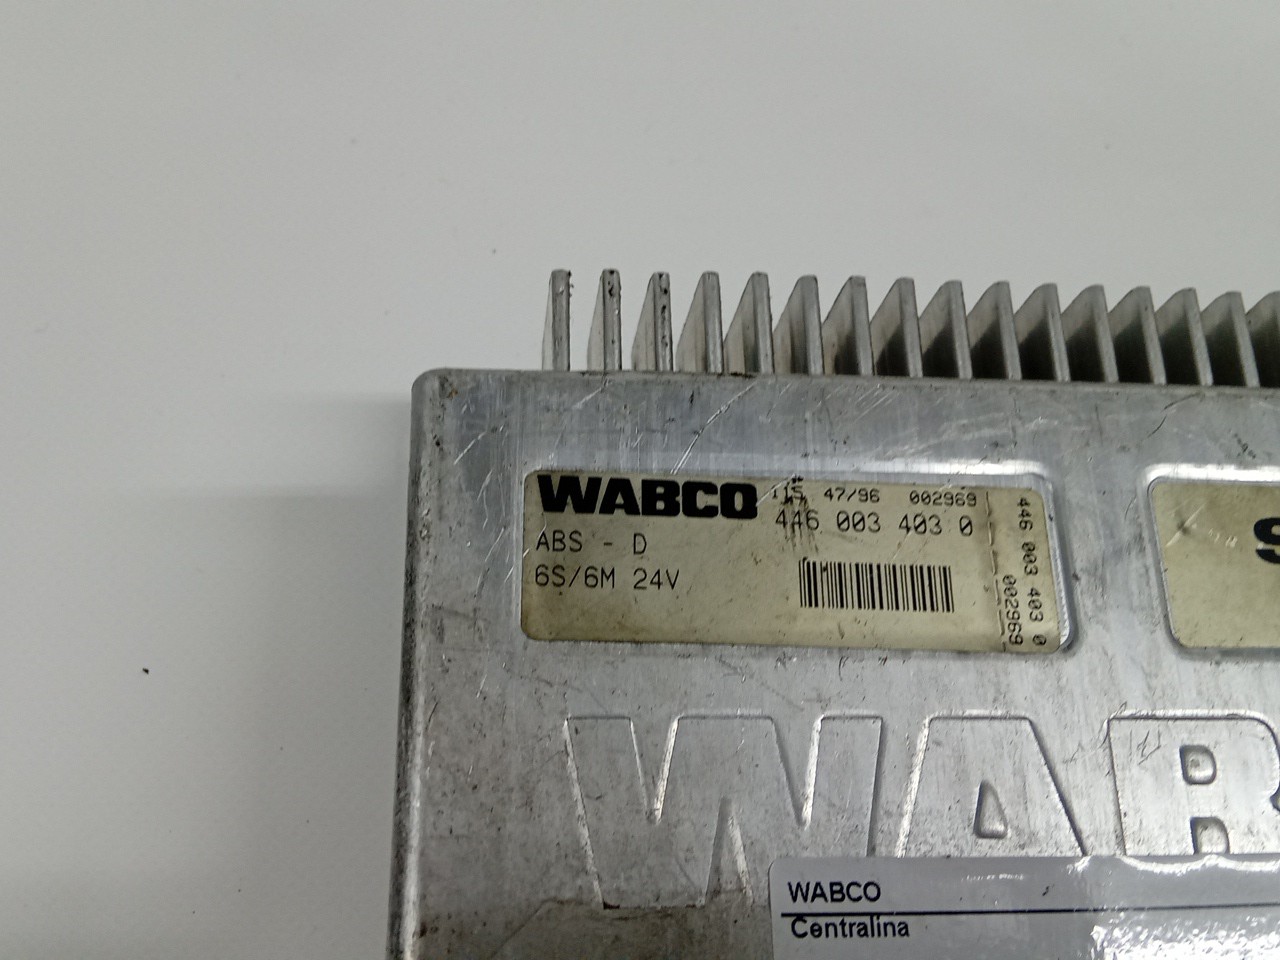 WABCO 47/96 002969
446 003 403 0
ABS - D
6S/6M 24V
446 003 403 0
002969
S
WAB
WABCO
Centralina